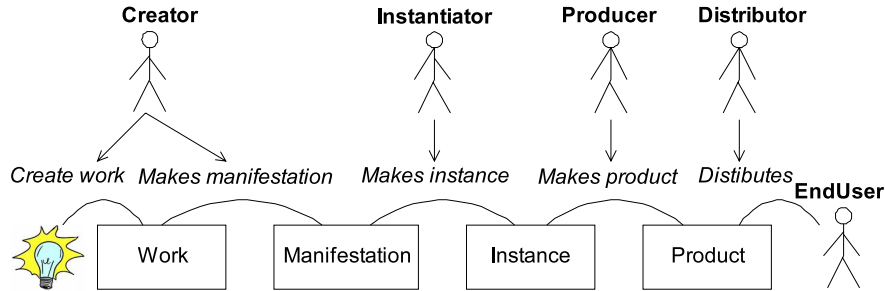 Creator Instantiator Producer Distributor
Create work Makes manifestation Makes instance Makes product Distibutes
EndUser
Work Manifestation Instance Product